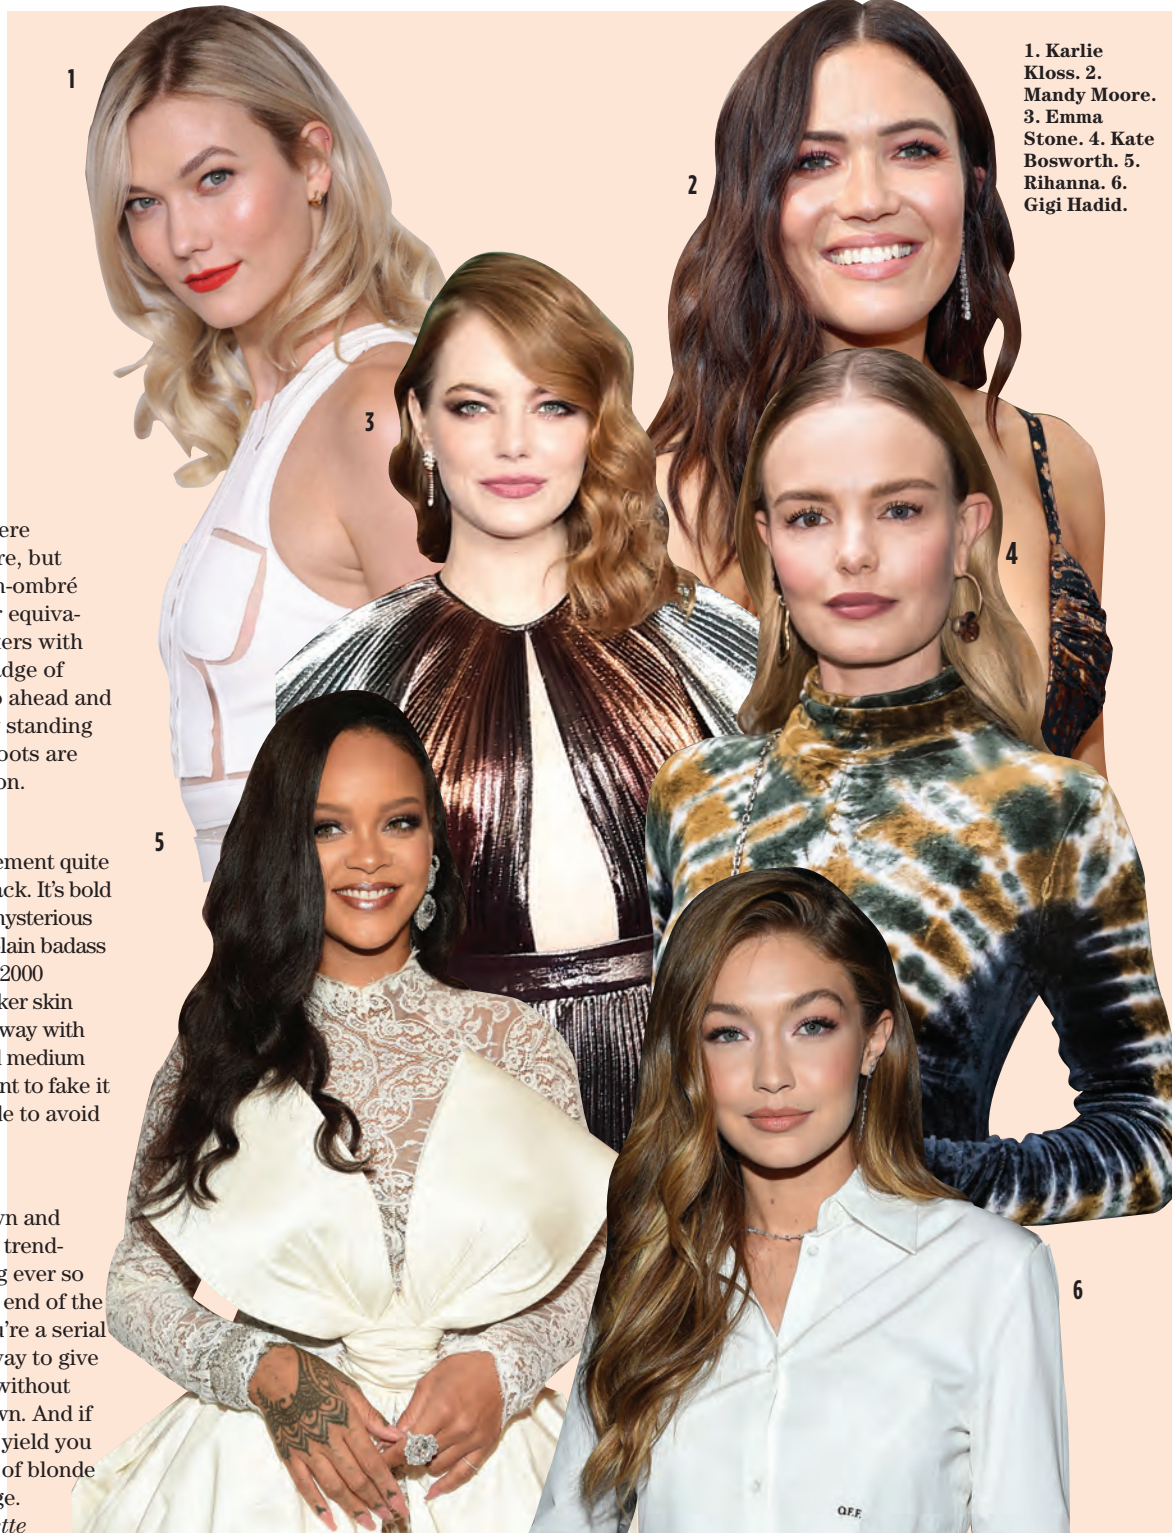 1
2
1. Karlie
Kloss. 2.
Mandy Moore.
3. Emma
Stone. 4. Kate
Bosworth. 5.
Rihanna. 6.
Gigi Hadid.
3
4
ere
re, but
n-ombré
r equiva-
ters with
adge of
o ahead and
standing
oots are
on.
5
ement quite
ack. It’s bold
mysterious
lain badass
2000
ker skin
way with
l medium
nt to fake it
le to avoid
wn and
trend-
g ever so
end of the
u’re a serial
way to give
without
wn. And if
yield you
of blonde
ge.
ette
6
O.F.F.